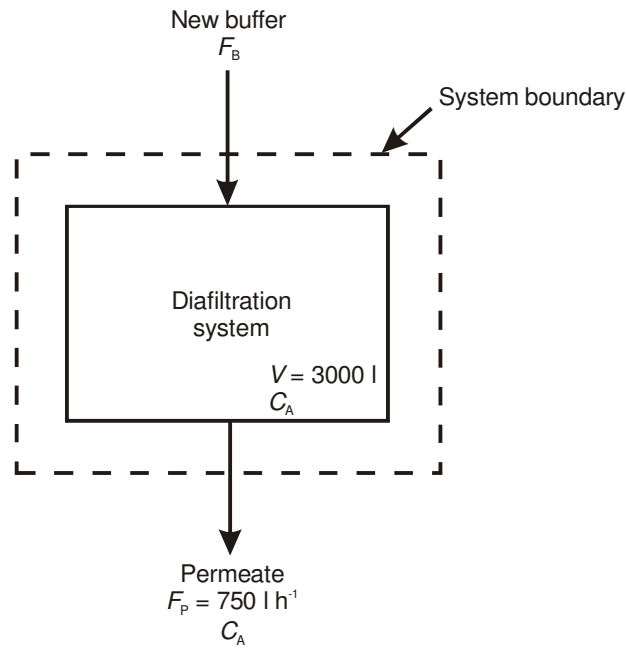 New buffer
F_B
System boundary
Diafiltration
system
V = 3000 l
C_A
Permeate
F_P = 750 l h⁻¹
C_A